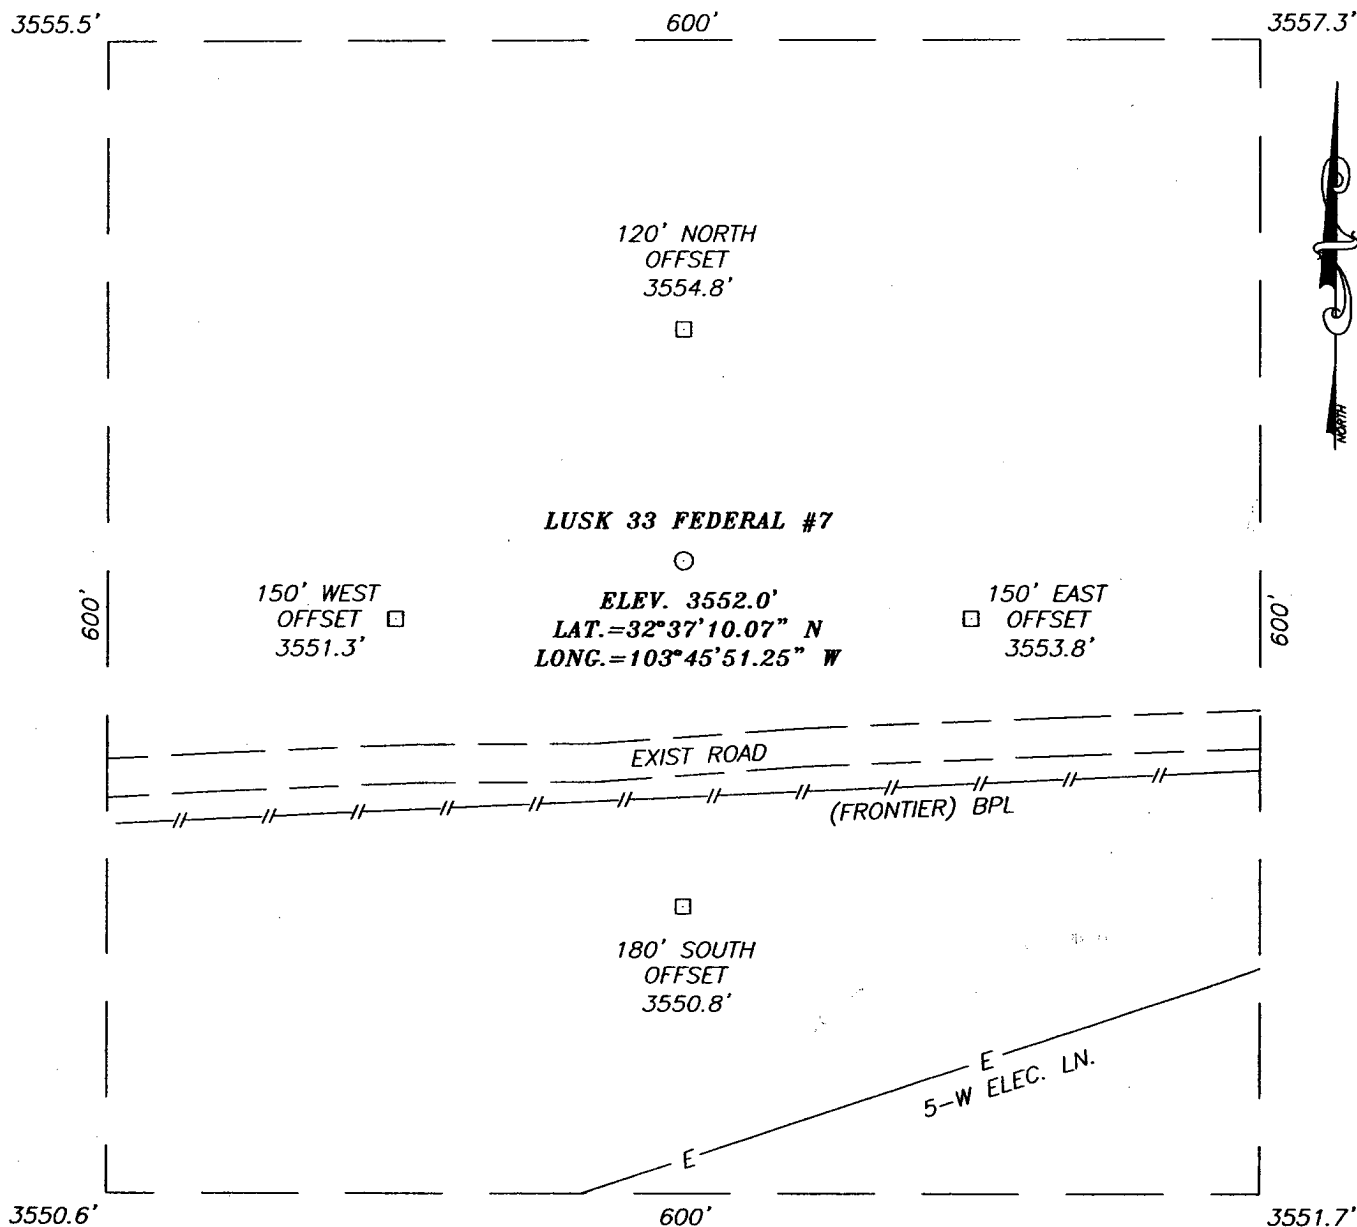 3555.5'
600'
3557.3'
120' NORTH
OFFSET
3554.8'
NORTH
LUSK 33 FEDERAL #7
ELEV. 3552.0'
LAT.=32°37'10.07" N
LONG.=103°45'51.25" W
600'
150' WEST
OFFSET
3551.3'
150' EAST
OFFSET
3553.8'
600'
EXIST ROAD
(FRONTIER) BPL
180' SOUTH
OFFSET
3550.8'
E
5-W ELEC. LN.
E
3550.6'
600'
3551.7'